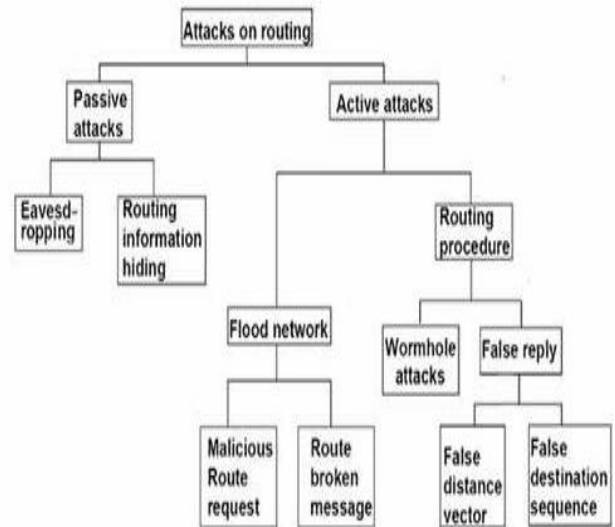 Attacks on routing
Passive
attacks
Active attacks
Eavesd-
ropping
Routing
information
hiding
Routing
procedure
Flood network
Wormhole
attacks
False reply
Malicious
Route
request
Route
broken
message
False
distance
vector
False
destination
sequence